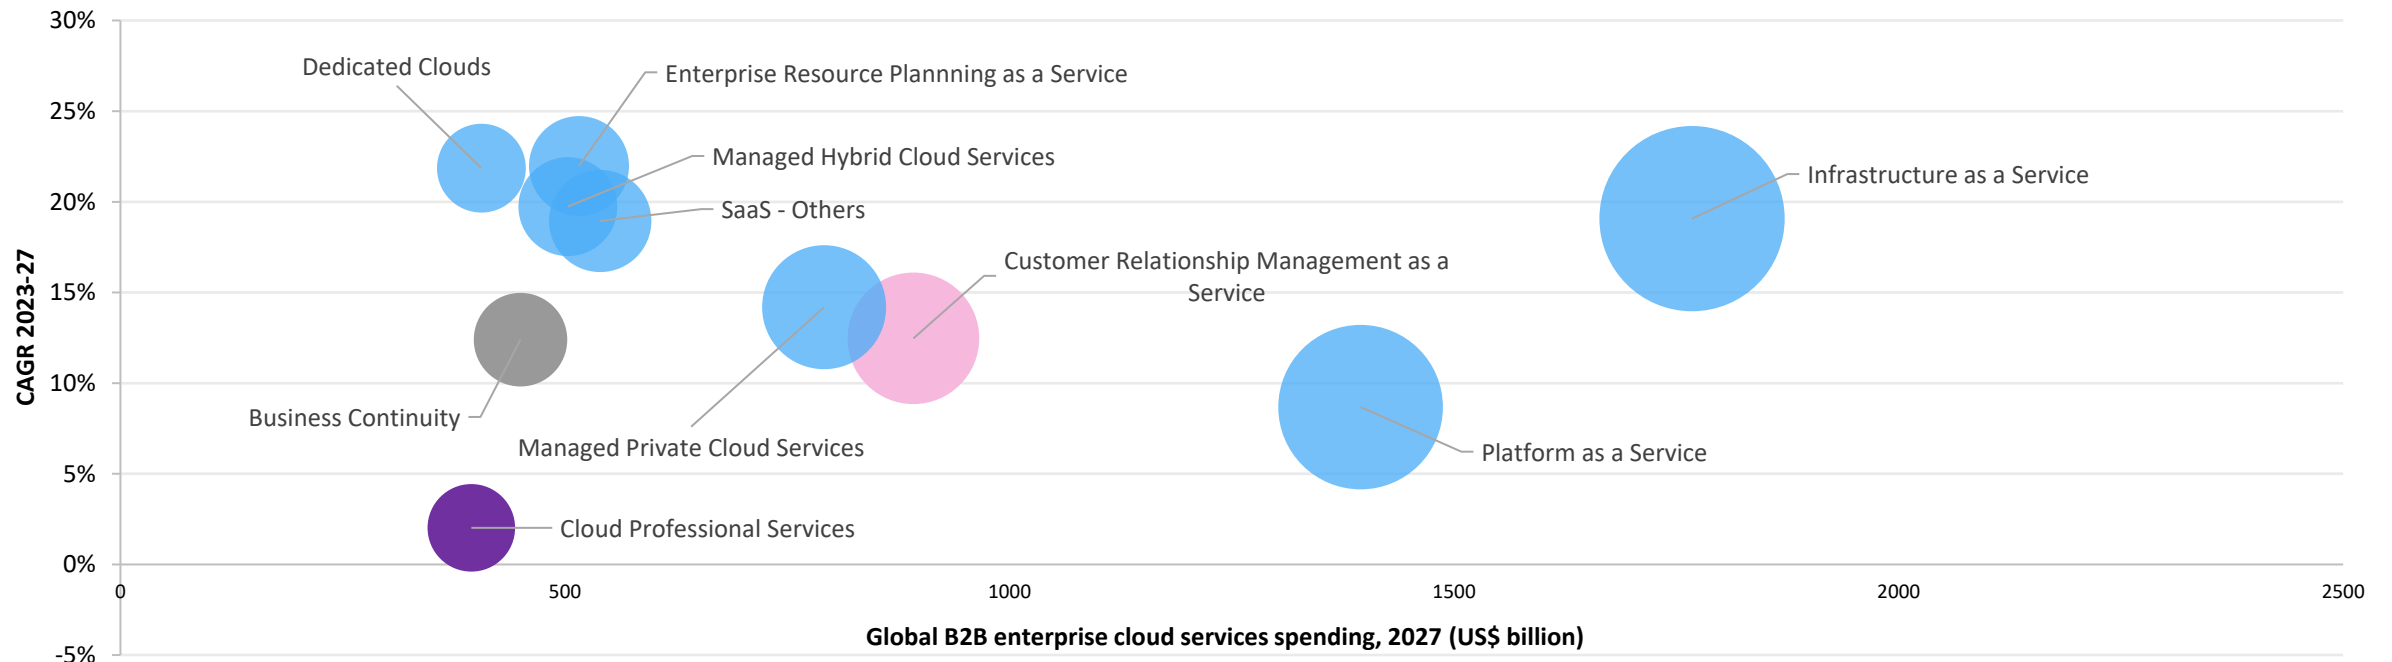 30%
Dedicated Clouds
Enterprise Resource Plannning as a Service
25%
Managed Hybrid Cloud Services
Infrastructure as a Service
20%
SaaS - Others
Customer Relationship Management as a
Service
15%
CAGR 2023-27
10%
Business Continuity
Managed Private Cloud Services
Platform as a Service
5%
Cloud Professional Services
0%
0
500
1000
1500
2000
2500
Global B2B enterprise cloud services spending, 2027 (US$ billion)
-5%